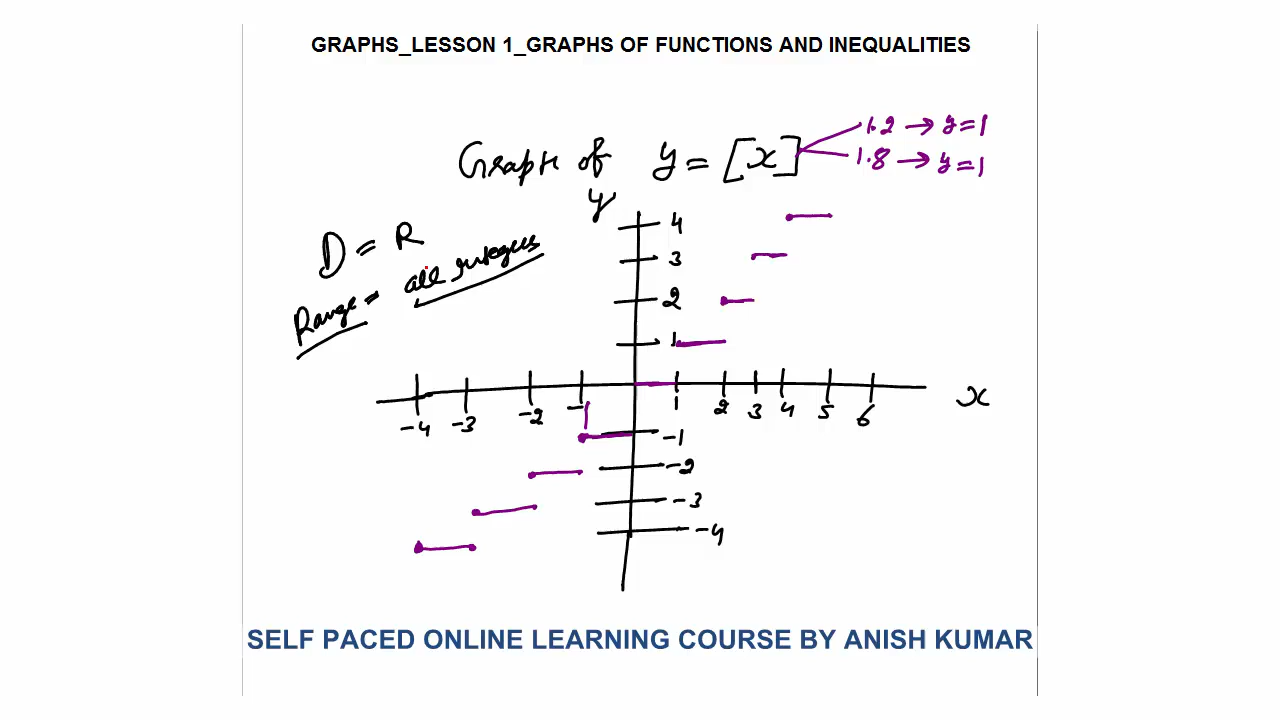 GRAPHS_LESSON 1_GRAPHS OF FUNCTIONS AND INEQUALITIES
Graph of y = [x]
1.2 → y = 1
1.8 → y = 1
D = R
Range = all integers
y
4
3
2
1
x
-4 -3 -2 -1 1 2 3 4 5 6
-1
-2
-3
-4
SELF PACED ONLINE LEARNING COURSE BY ANISH KUMAR